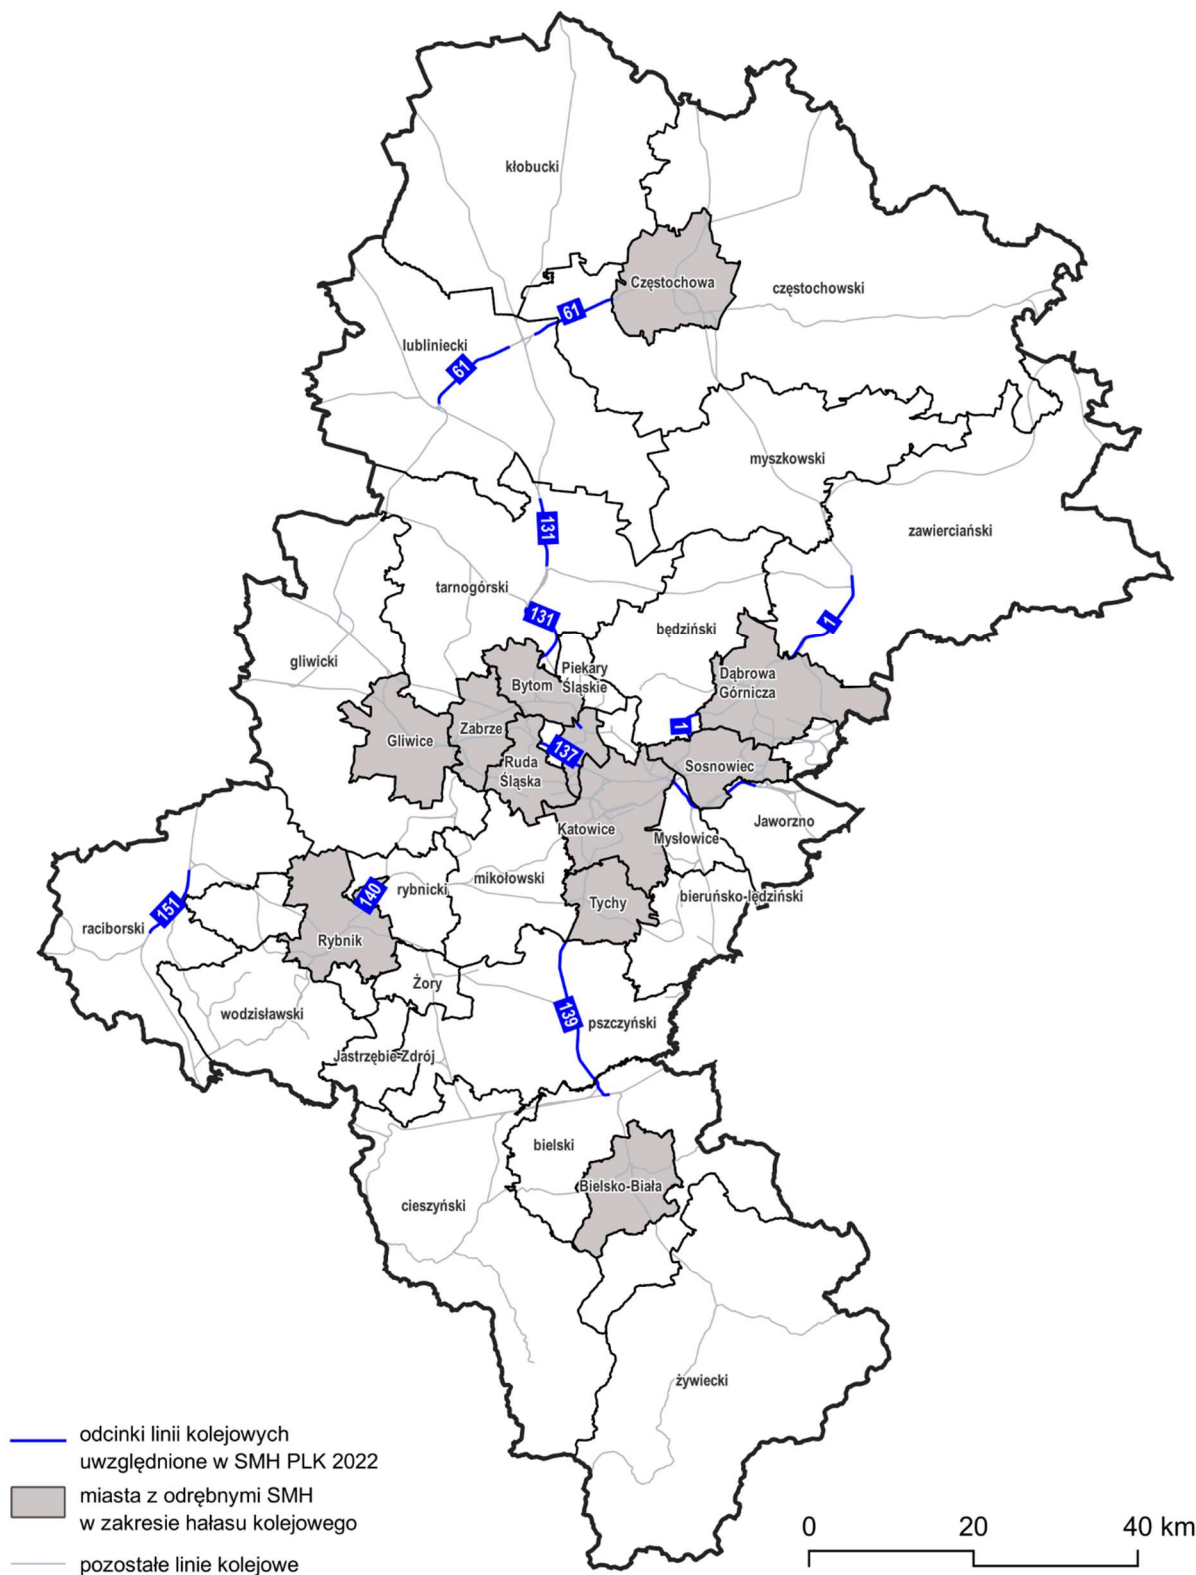 kłobucki
Częstochowa
częstochowski
61
lubliniecki
61
myszkowski
zawierciański
131
tarnogórski
131
będziński
1
gliwicki
Piekary
Śląskie
Dąbrowa
Górnicza
Bytom
1
Gliwice
Zabrze
137
Ruda
Śląska
Sosnowiec
Katowice
Mysłowice
Jaworzno
mikołowski
rybnicki
140
Tychy
bieruńsko-lędziński
151
raciborski
Rybnik
Żory
wodzisławski
139
pszczyński
Jastrzębie-Zdrój
bielski
Bielsko-Biała
cieszyński
żywiecki
odcinki linii kolejowych
uwzględnione w SMH PLK 2022
miasta z odrębnymi SMH
w zakresie hałasu kolejowego
pozostałe linie kolejowe
0 20 40 km